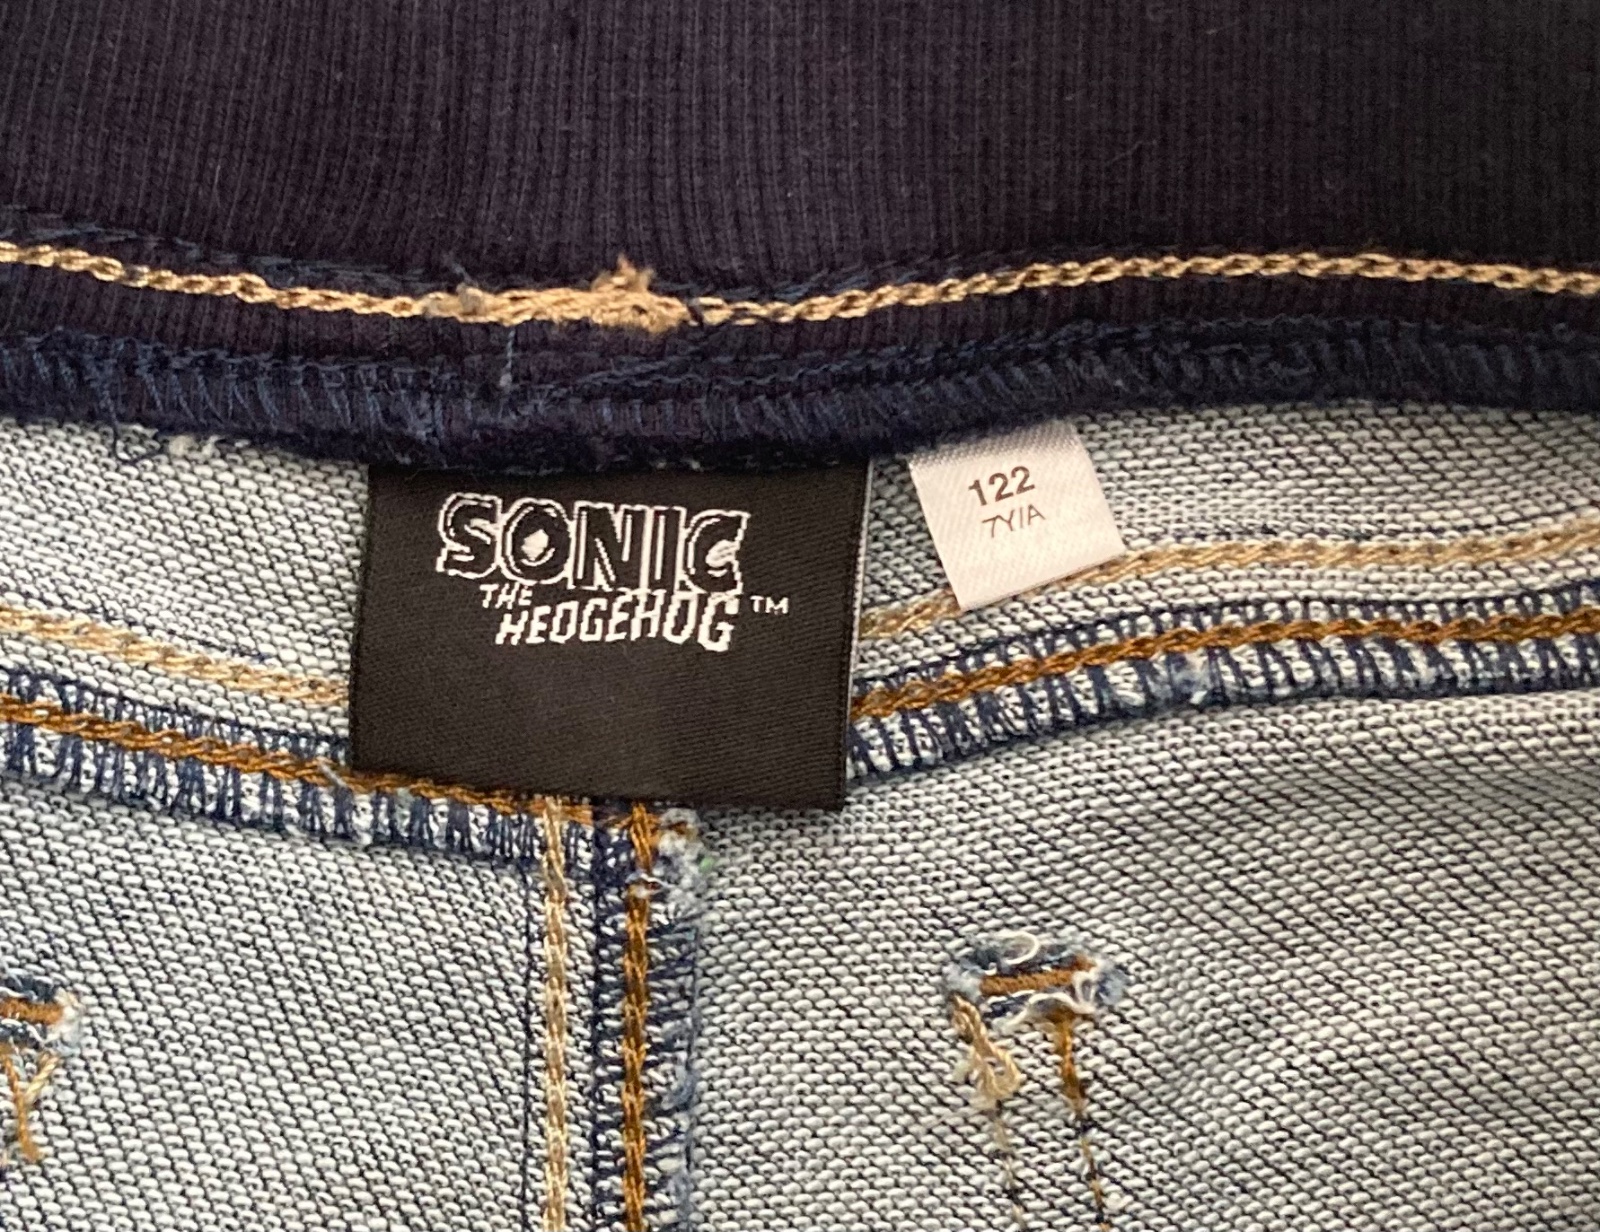 SONIC
THE
HEDGEHOG™
122
7Y/A